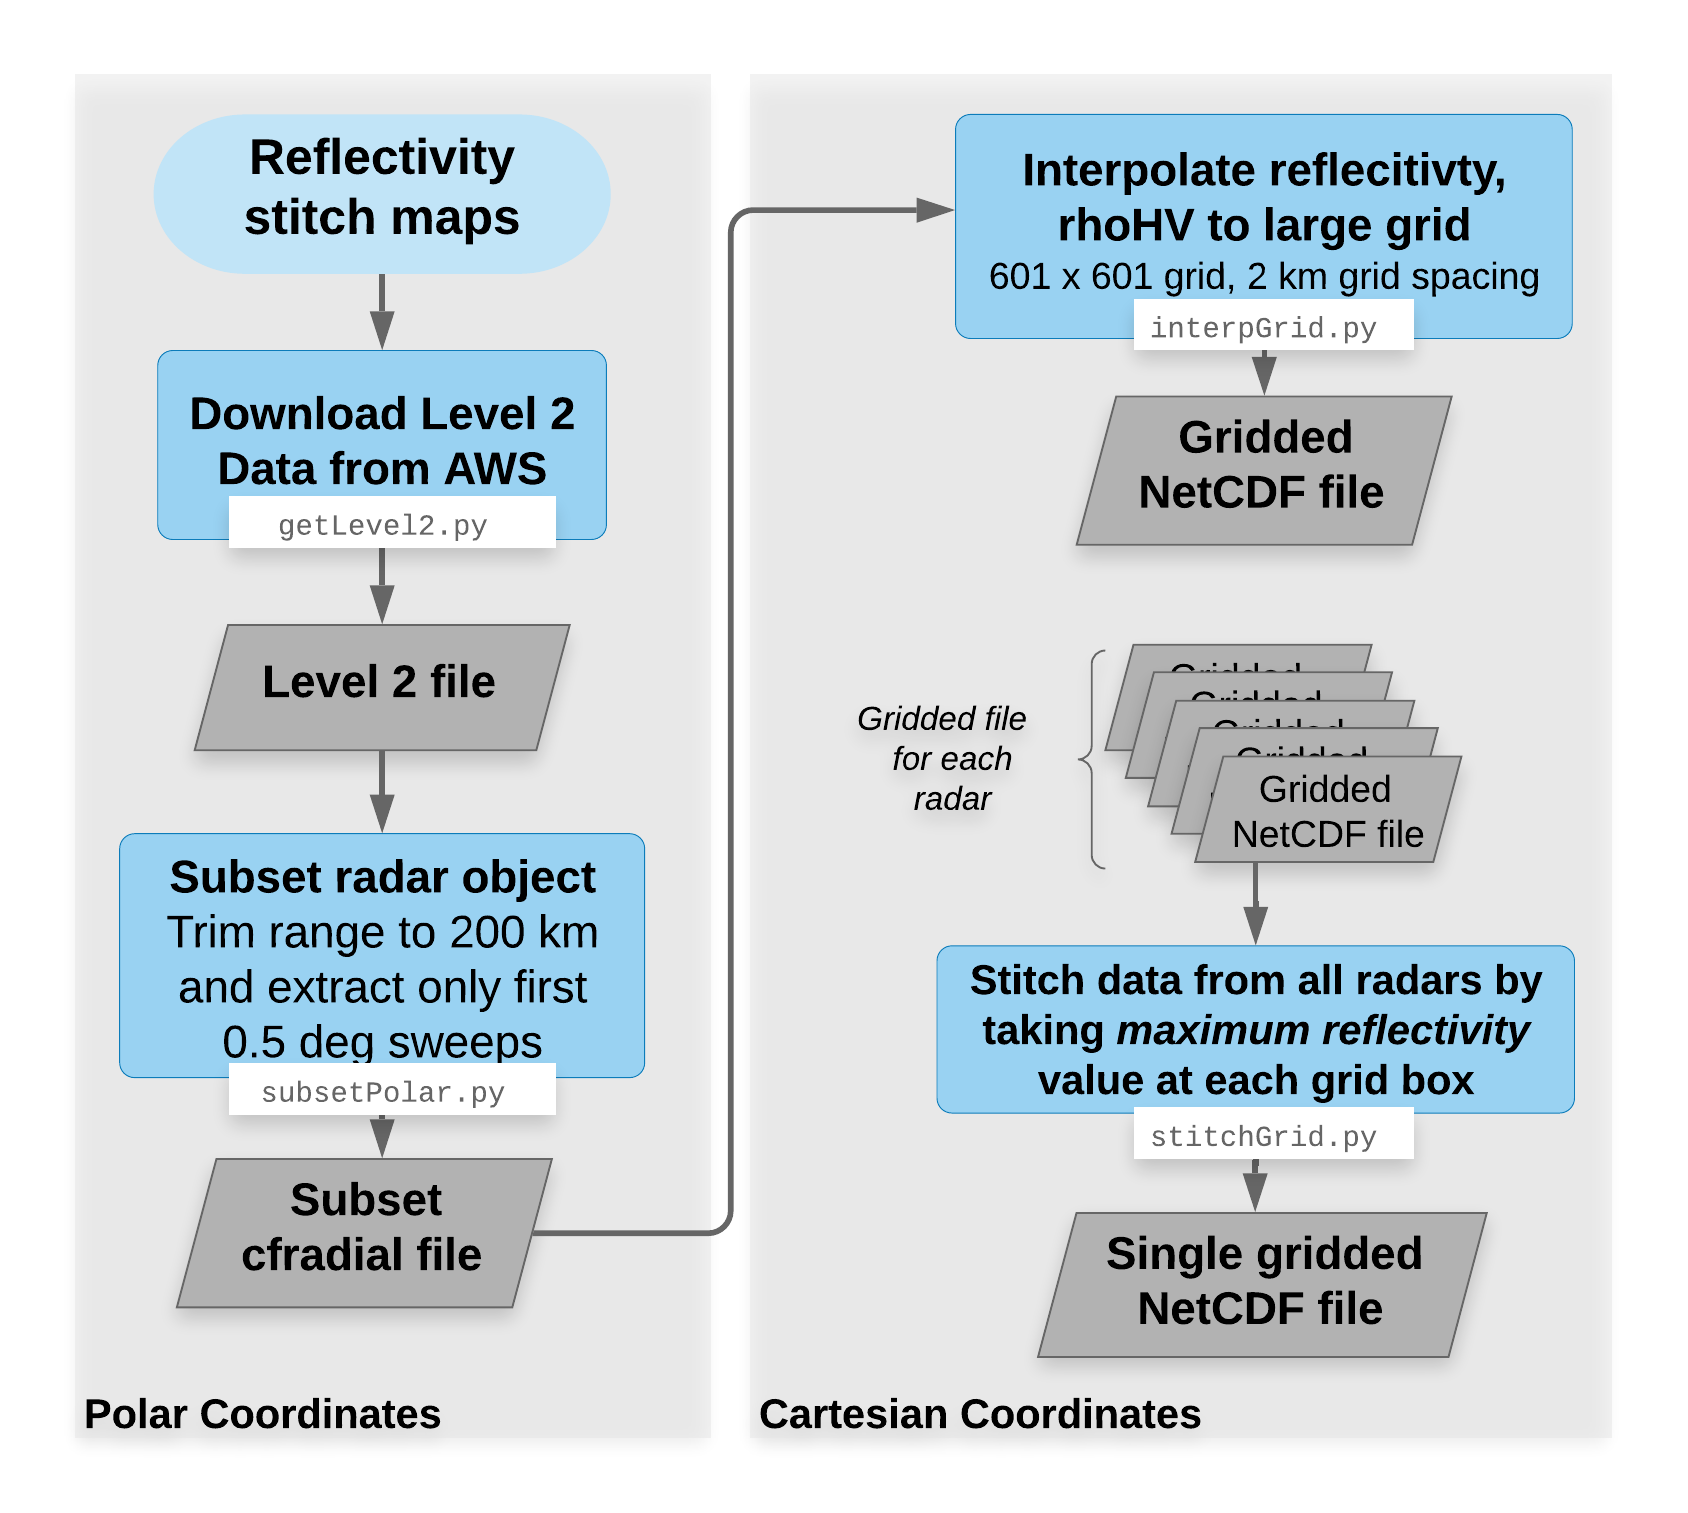 Reflectivity
stitch maps
Download Level 2
Data from AWS
getLevel2.py
Level 2 file
Subset radar object
Trim range to 200 km
and extract only first
0.5 deg sweeps
subsetPolar.py
Subset
cfradial file
Polar Coordinates
Interpolate reflecitivty,
rhoHV to large grid
601 x 601 grid, 2 km grid spacing
interpGrid.py
Gridded
NetCDF file
Gridded file
for each
radar
Gridded
Gridded
Gridded
Gridded
Gridded
NetCDF file
Stitch data from all radars by
taking maximum reflectivity
value at each grid box
stitchGrid.py
Single gridded
NetCDF file
Cartesian Coordinates